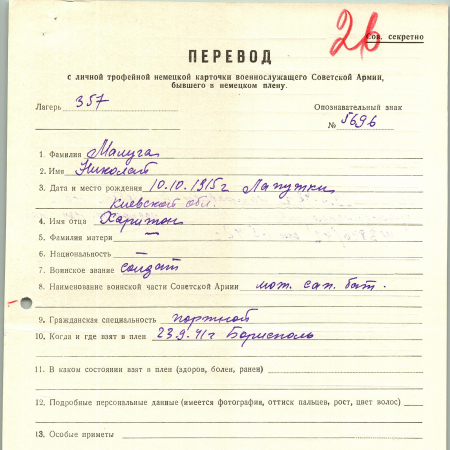 Сов. секретно
26
ПЕРЕВОД
с личной трофейной немецкой карточки военнослужащего Советской Армии,
бывшего в немецком плену.
Лагерь 357
Опознавательный знак
№ 5696
1. Фамилия Малуга
2. Имя Николай
3. Дата и место рождения 10.10.1915 г Лапутки
Киевской обл.
4. Имя отца Харитон
5. Фамилия матери —
6. Национальность —
7. Воинское звание солдат
8. Наименование воинской части Советской Армии мот. сап. бат.
9. Гражданская специальность портной
10. Когда и где взят в плен 23.9.41г Борисполь
11. В каком состоянии взят в плен (здоров, болен, ранен)
12. Подробные персональные данные (имеется фотография, оттиск пальцев, рост, цвет волос)
13. Особые приметы